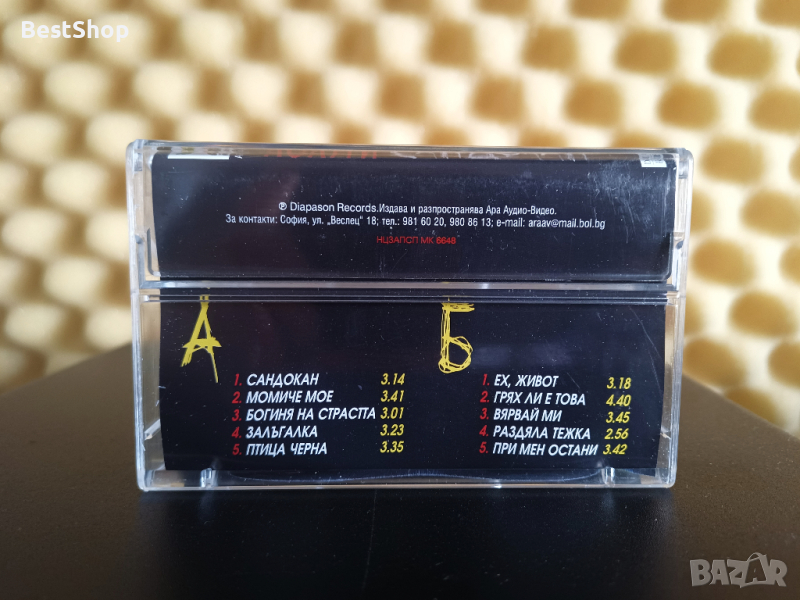 BestShop
℗ Diapason Records.Издава и разпространява Ара Аудио-Видео.
За контакти: София, ул. „Веслец" 18; тел.: 981 60 20, 980 86 13; e-mail: araav@mail.bol.bg
НЦЗАПСП МК 6648
А
1. САНДОКАН 3.14
2. МОМИЧЕ МОЕ 3.41
3. БОГИНЯ НА СТРАСТТА 3.01
4. ЗАЛЪГАЛКА 3.23
5. ПТИЦА ЧЕРНА 3.35
Б
1. ЕХ, ЖИВОТ 3.18
2. ГРЯХ ЛИ Е ТОВА 4.40
3. ВЯРВАЙ МИ 3.45
4. РАЗДЯЛА ТЕЖКА 2.56
5. ПРИ МЕН ОСТАНИ 3.42
BAZAR